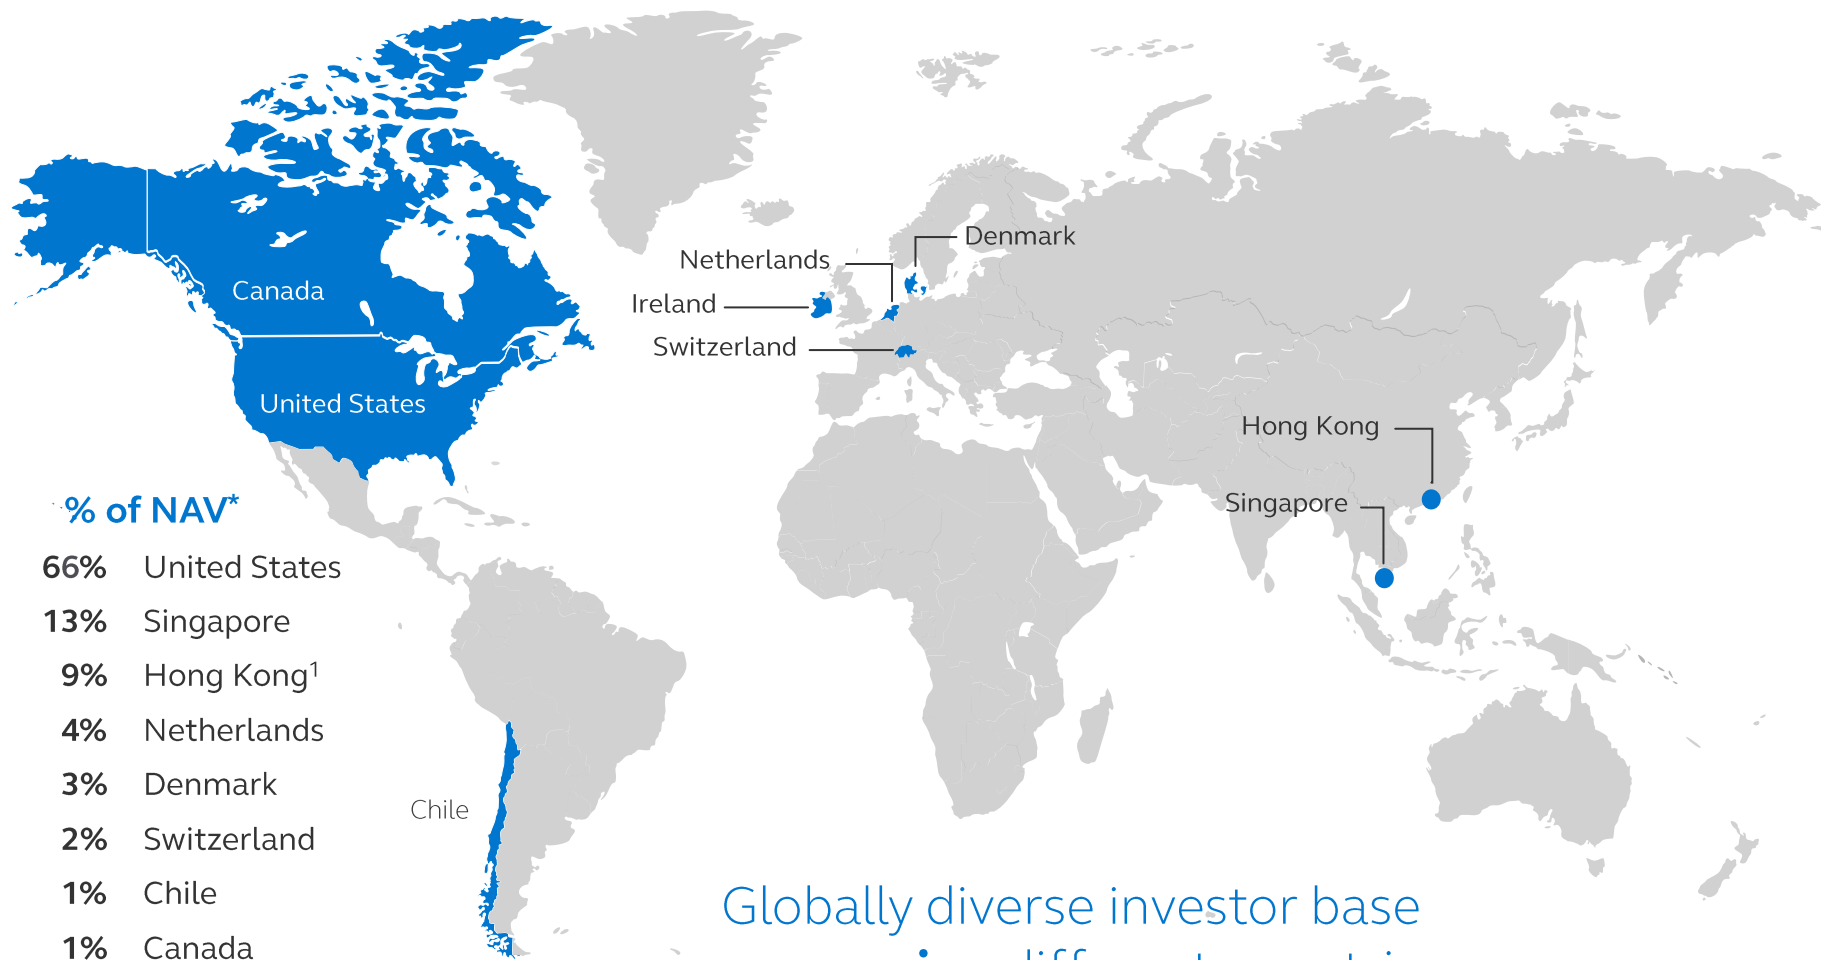 Denmark
Netherlands
Ireland
Switzerland
Canada
United States
Hong Kong
Singapore
Chile
% of NAV*
66% United States
13% Singapore
9% Hong Kong¹
4% Netherlands
3% Denmark
2% Switzerland
1% Chile
1% Canada
Globally diverse investor base